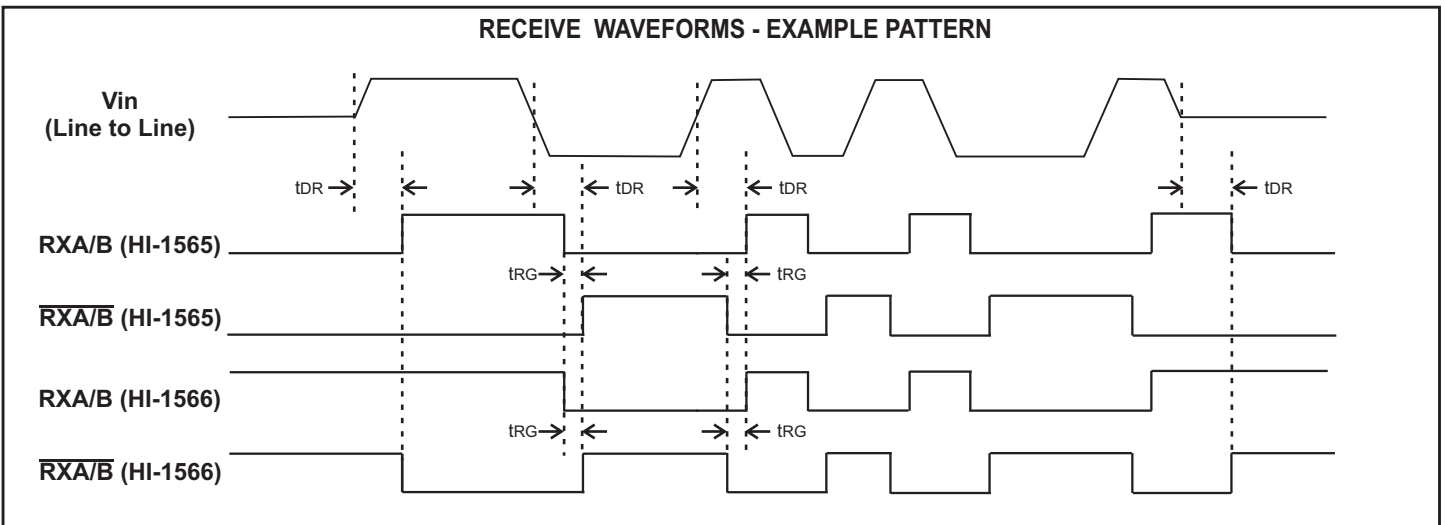 RECEIVE WAVEFORMS - EXAMPLE PATTERN
Vin
(Line to Line)
tDR tDR tDR tDR
RXA/B (HI-1565)
tRG tRG
RXA/B (HI-1565)
RXA/B (HI-1566)
tRG tRG
RXA/B (HI-1566)